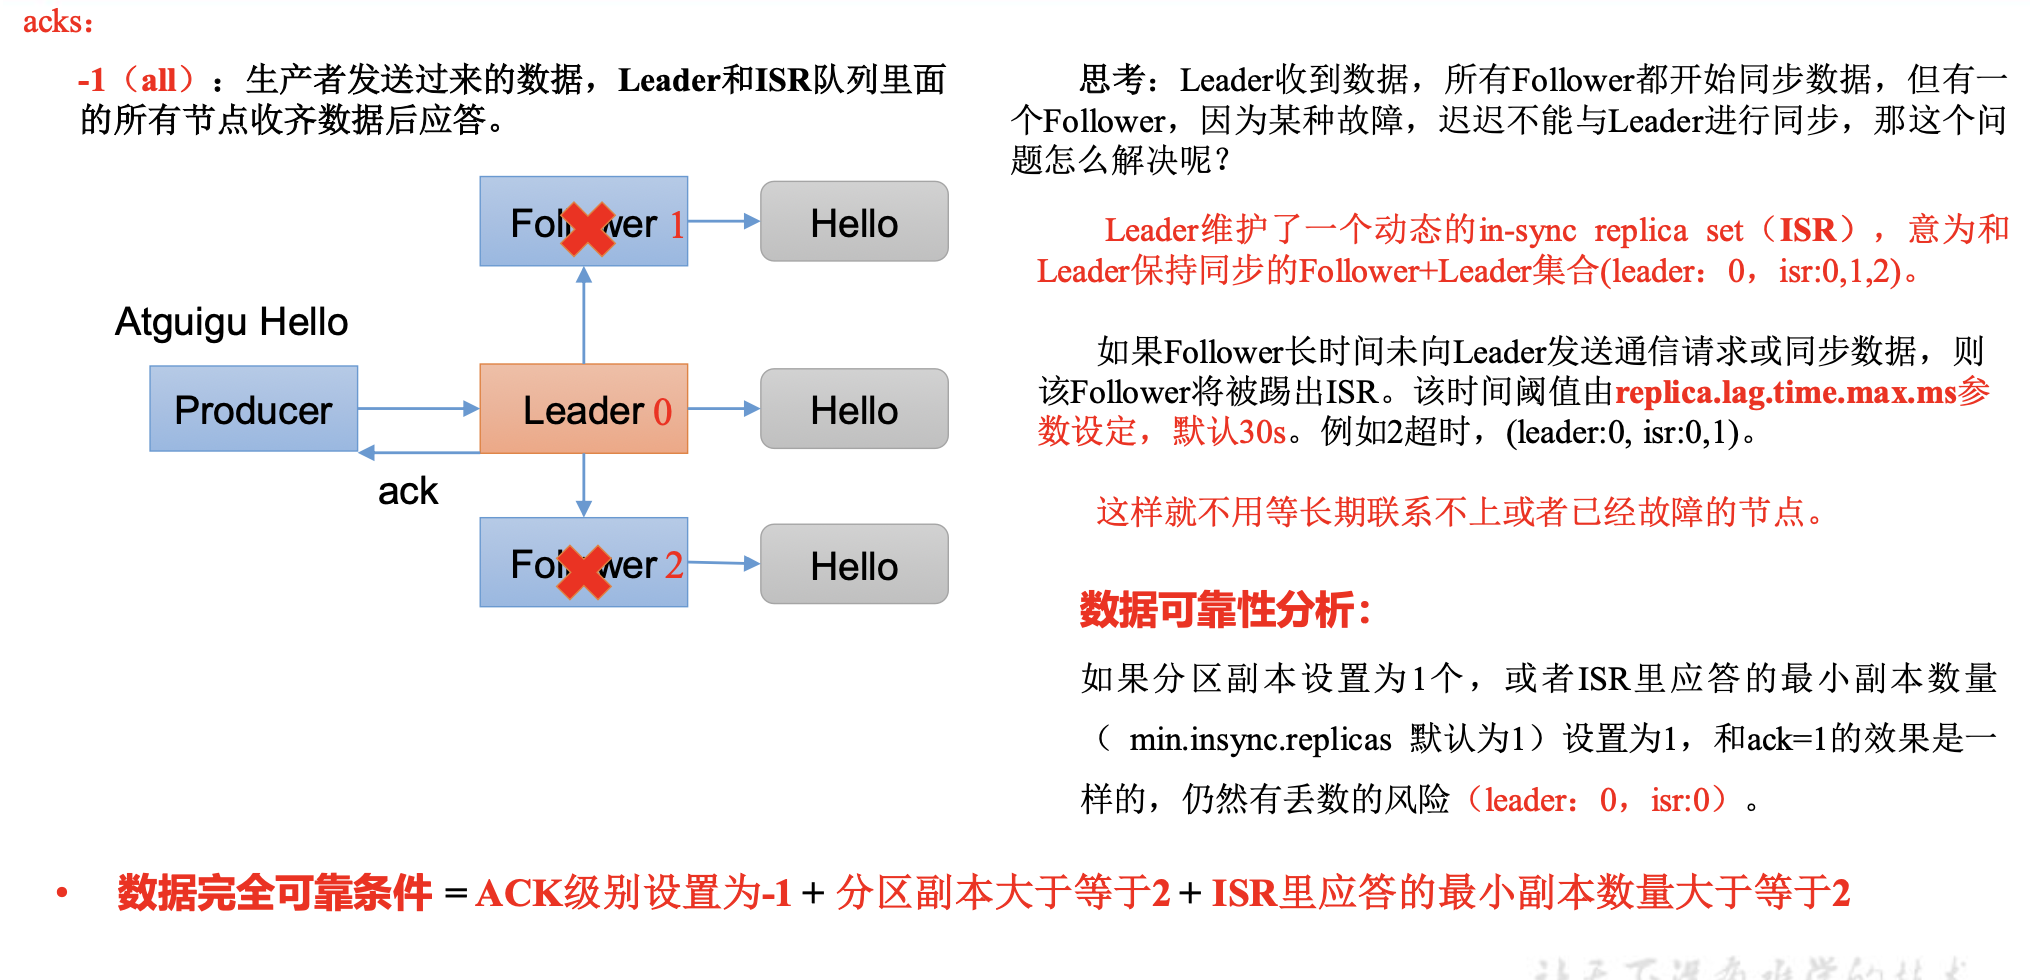 acks：
-1（all）：生产者发送过来的数据，Leader和ISR队列里面
的所有节点收齐数据后应答。
Follower 1
Hello
Atguigu Hello
Producer
Leader 0
Hello
ack
Follower 2
Hello
思考：Leader收到数据，所有Follower都开始同步数据，但有一
个Follower，因为某种故障，迟迟不能与Leader进行同步，那这个问
题怎么解决呢？
Leader维护了一个动态的in-sync replica set（ISR），意为和
Leader保持同步的Follower+Leader集合(leader：0，isr:0,1,2)。
如果Follower长时间未向Leader发送通信请求或同步数据，则
该Follower将被踢出ISR。该时间阈值由replica.lag.time.max.ms参
数设定，默认30s。例如2超时，(leader:0, isr:0,1)。
这样就不用等长期联系不上或者已经故障的节点。
数据可靠性分析：
如果分区副本设置为1个，或者ISR里应答的最小副本数量
（ min.insync.replicas 默认为1）设置为1，和ack=1的效果是一
样的，仍然有丢数的风险（leader：0，isr:0）。
• 数据完全可靠条件 = ACK级别设置为-1 + 分区副本大于等于2 + ISR里应答的最小副本数量大于等于2